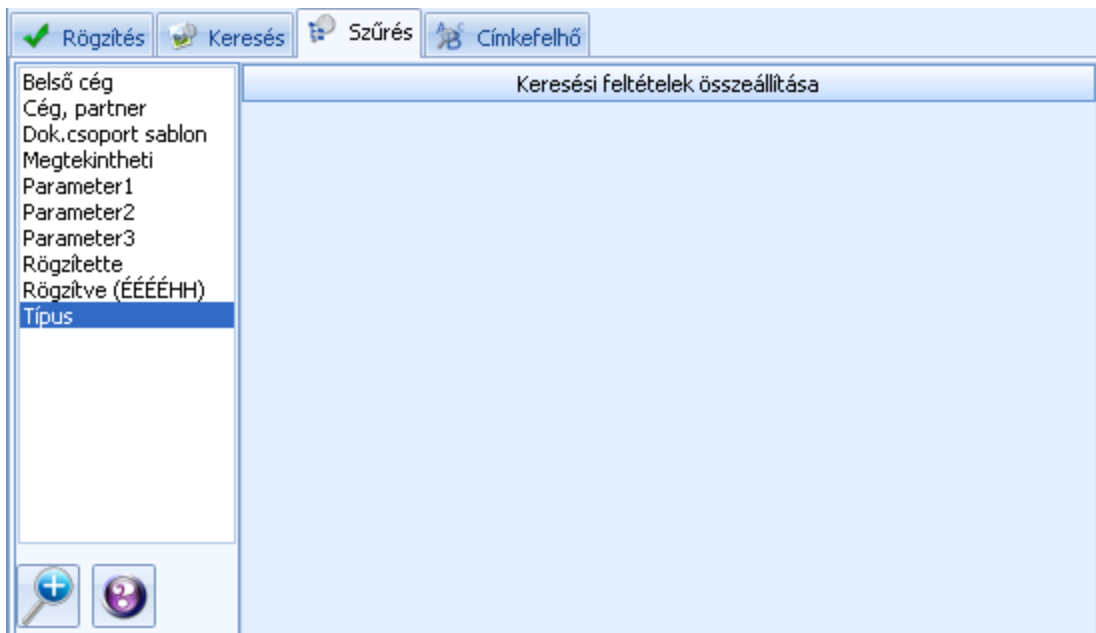 Rögzítés Keresés Szűrés Címkefelhő
Keresési feltételek összeállítása
Belső cég
Cég, partner
Dok.csoport sablon
Megtekintheti
Parameter1
Parameter2
Parameter3
Rögzítette
Rögzítve (ÉÉÉÉHH)
Típus